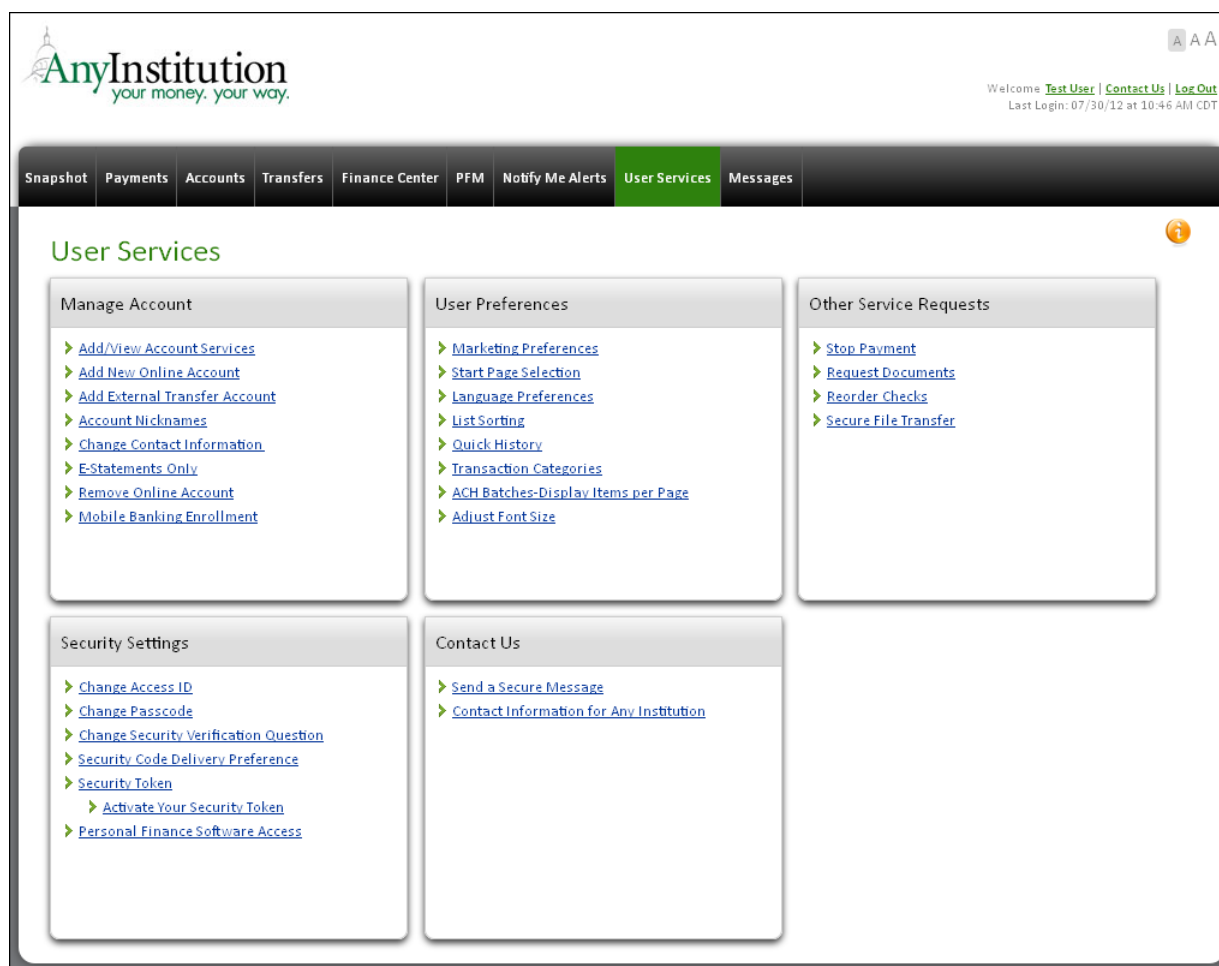 AnyInstitution
your money. your way.
A A A
Welcome Test User | Contact Us | Log Out
Last Login: 07/30/12 at 10:46 AM CDT
Snapshot Payments Accounts Transfers Finance Center PFM Notify Me Alerts User Services Messages
User Services
Manage Account
Add/View Account Services
Add New Online Account
Add External Transfer Account
Account Nicknames
Change Contact Information
E-Statements Only
Remove Online Account
Mobile Banking Enrollment
User Preferences
Marketing Preferences
Start Page Selection
Language Preferences
List Sorting
Quick History
Transaction Categories
ACH Batches-Display Items per Page
Adjust Font Size
Other Service Requests
Stop Payment
Request Documents
Reorder Checks
Secure File Transfer
Security Settings
Change Access ID
Change Passcode
Change Security Verification Question
Security Code Delivery Preference
Security Token
Activate Your Security Token
Personal Finance Software Access
Contact Us
Send a Secure Message
Contact Information for Any Institution